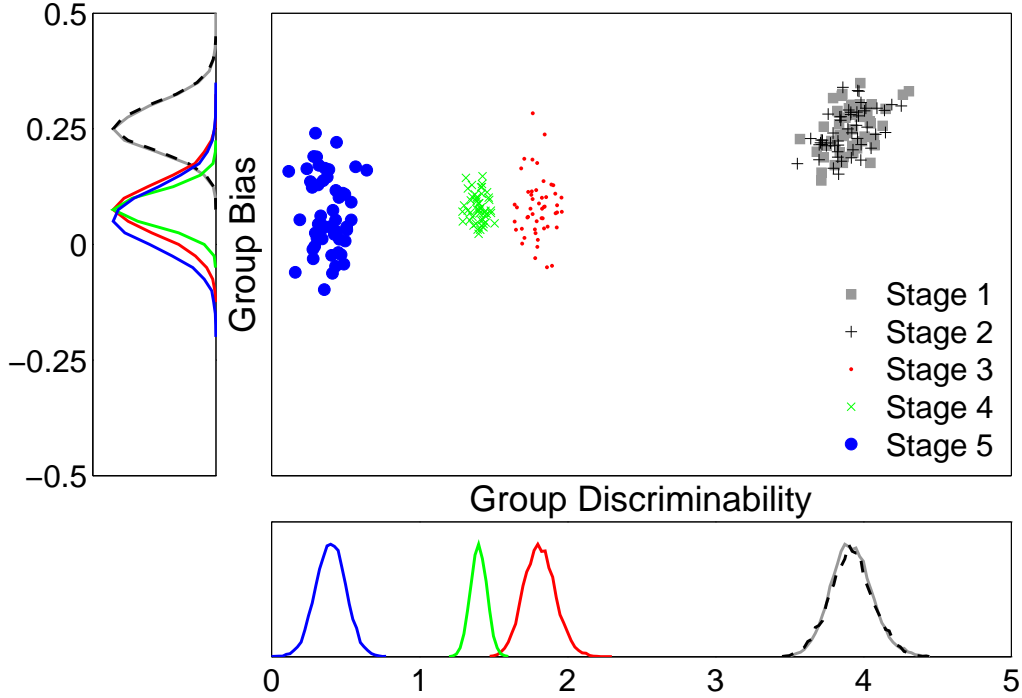 0.5
0.25
0
−0.25
−0.5
Group Bias
Stage 1
Stage 2
Stage 3
Stage 4
Stage 5
Group Discriminability
0 1 2 3 4 5